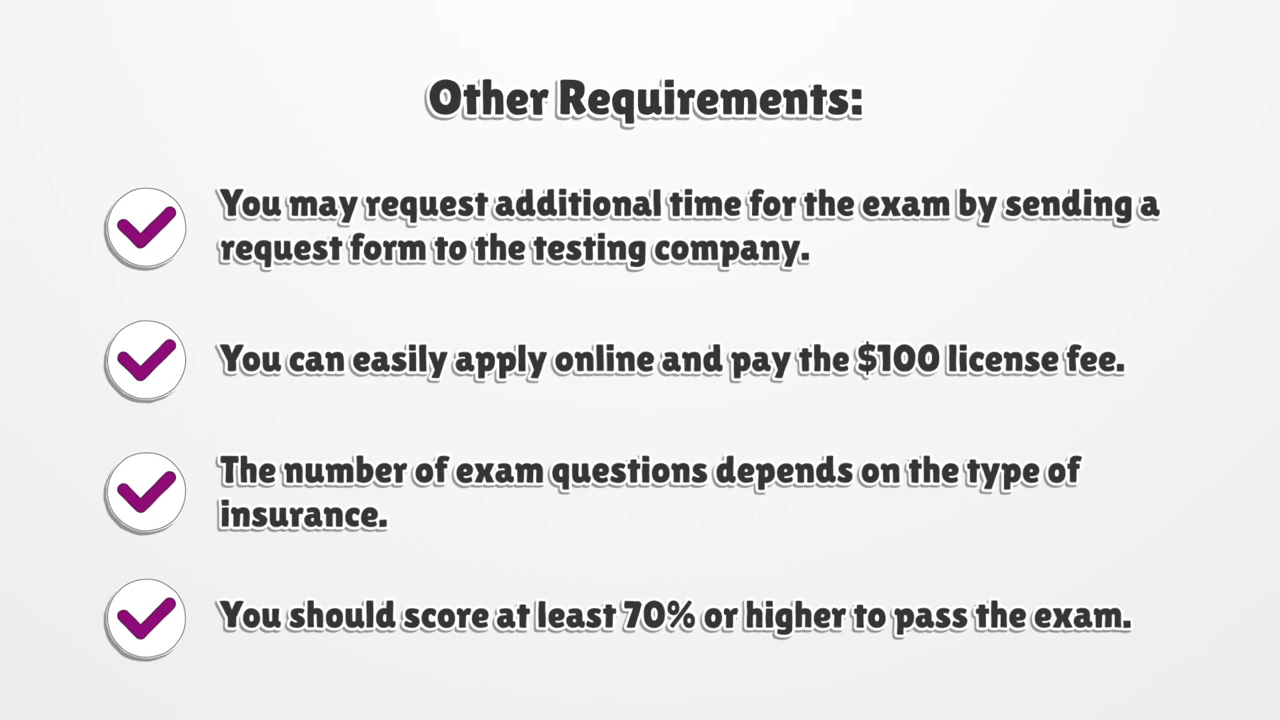 Other Requirements:
You may request additional time for the exam by sending a
request form to the testing company.
You can easily apply online and pay the $100 license fee.
The number of exam questions depends on the type of
insurance.
You should score at least 70% or higher to pass the exam.